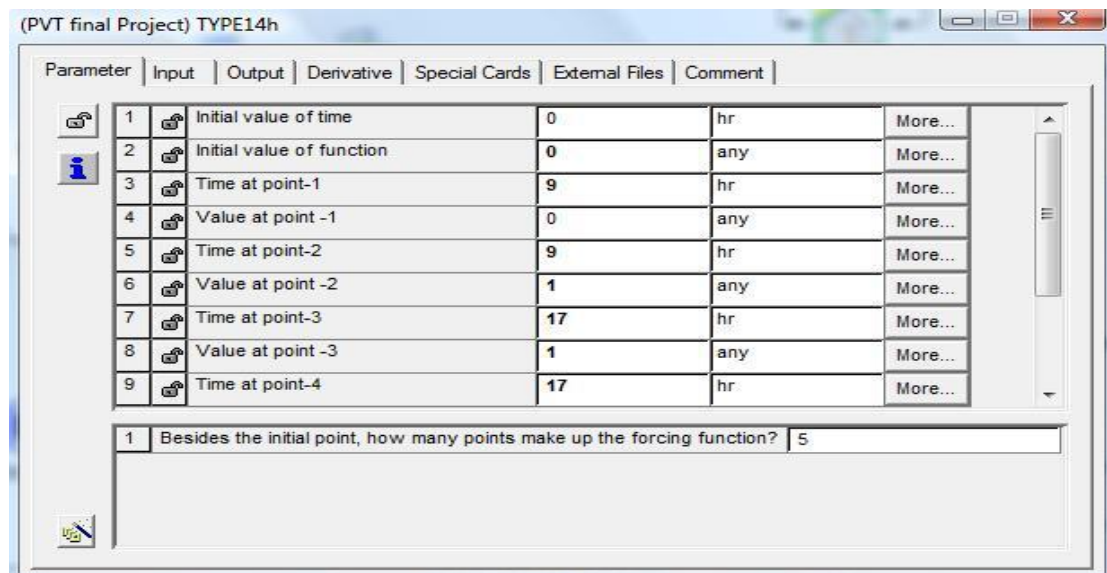 (PVT final Project) TYPE14h
Parameter Input Output Derivative Special Cards External Files Comment
1 Initial value of time 0 hr More...
2 Initial value of function 0 any More...
3 Time at point-1 9 hr More...
4 Value at point -1 0 any More...
5 Time at point-2 9 hr More...
6 Value at point -2 1 any More...
7 Time at point-3 17 hr More...
8 Value at point -3 1 any More...
9 Time at point-4 17 hr More...
1 Besides the initial point, how many points make up the forcing function? 5